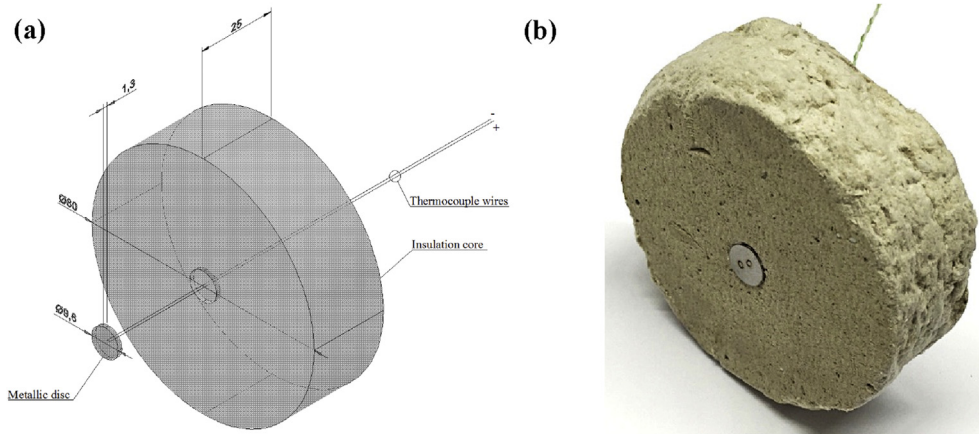 (a)
25
(b)
1,3
-
+
Thermocouple wires
Ø80
Insulation core
Ø9,6
Metallic disc